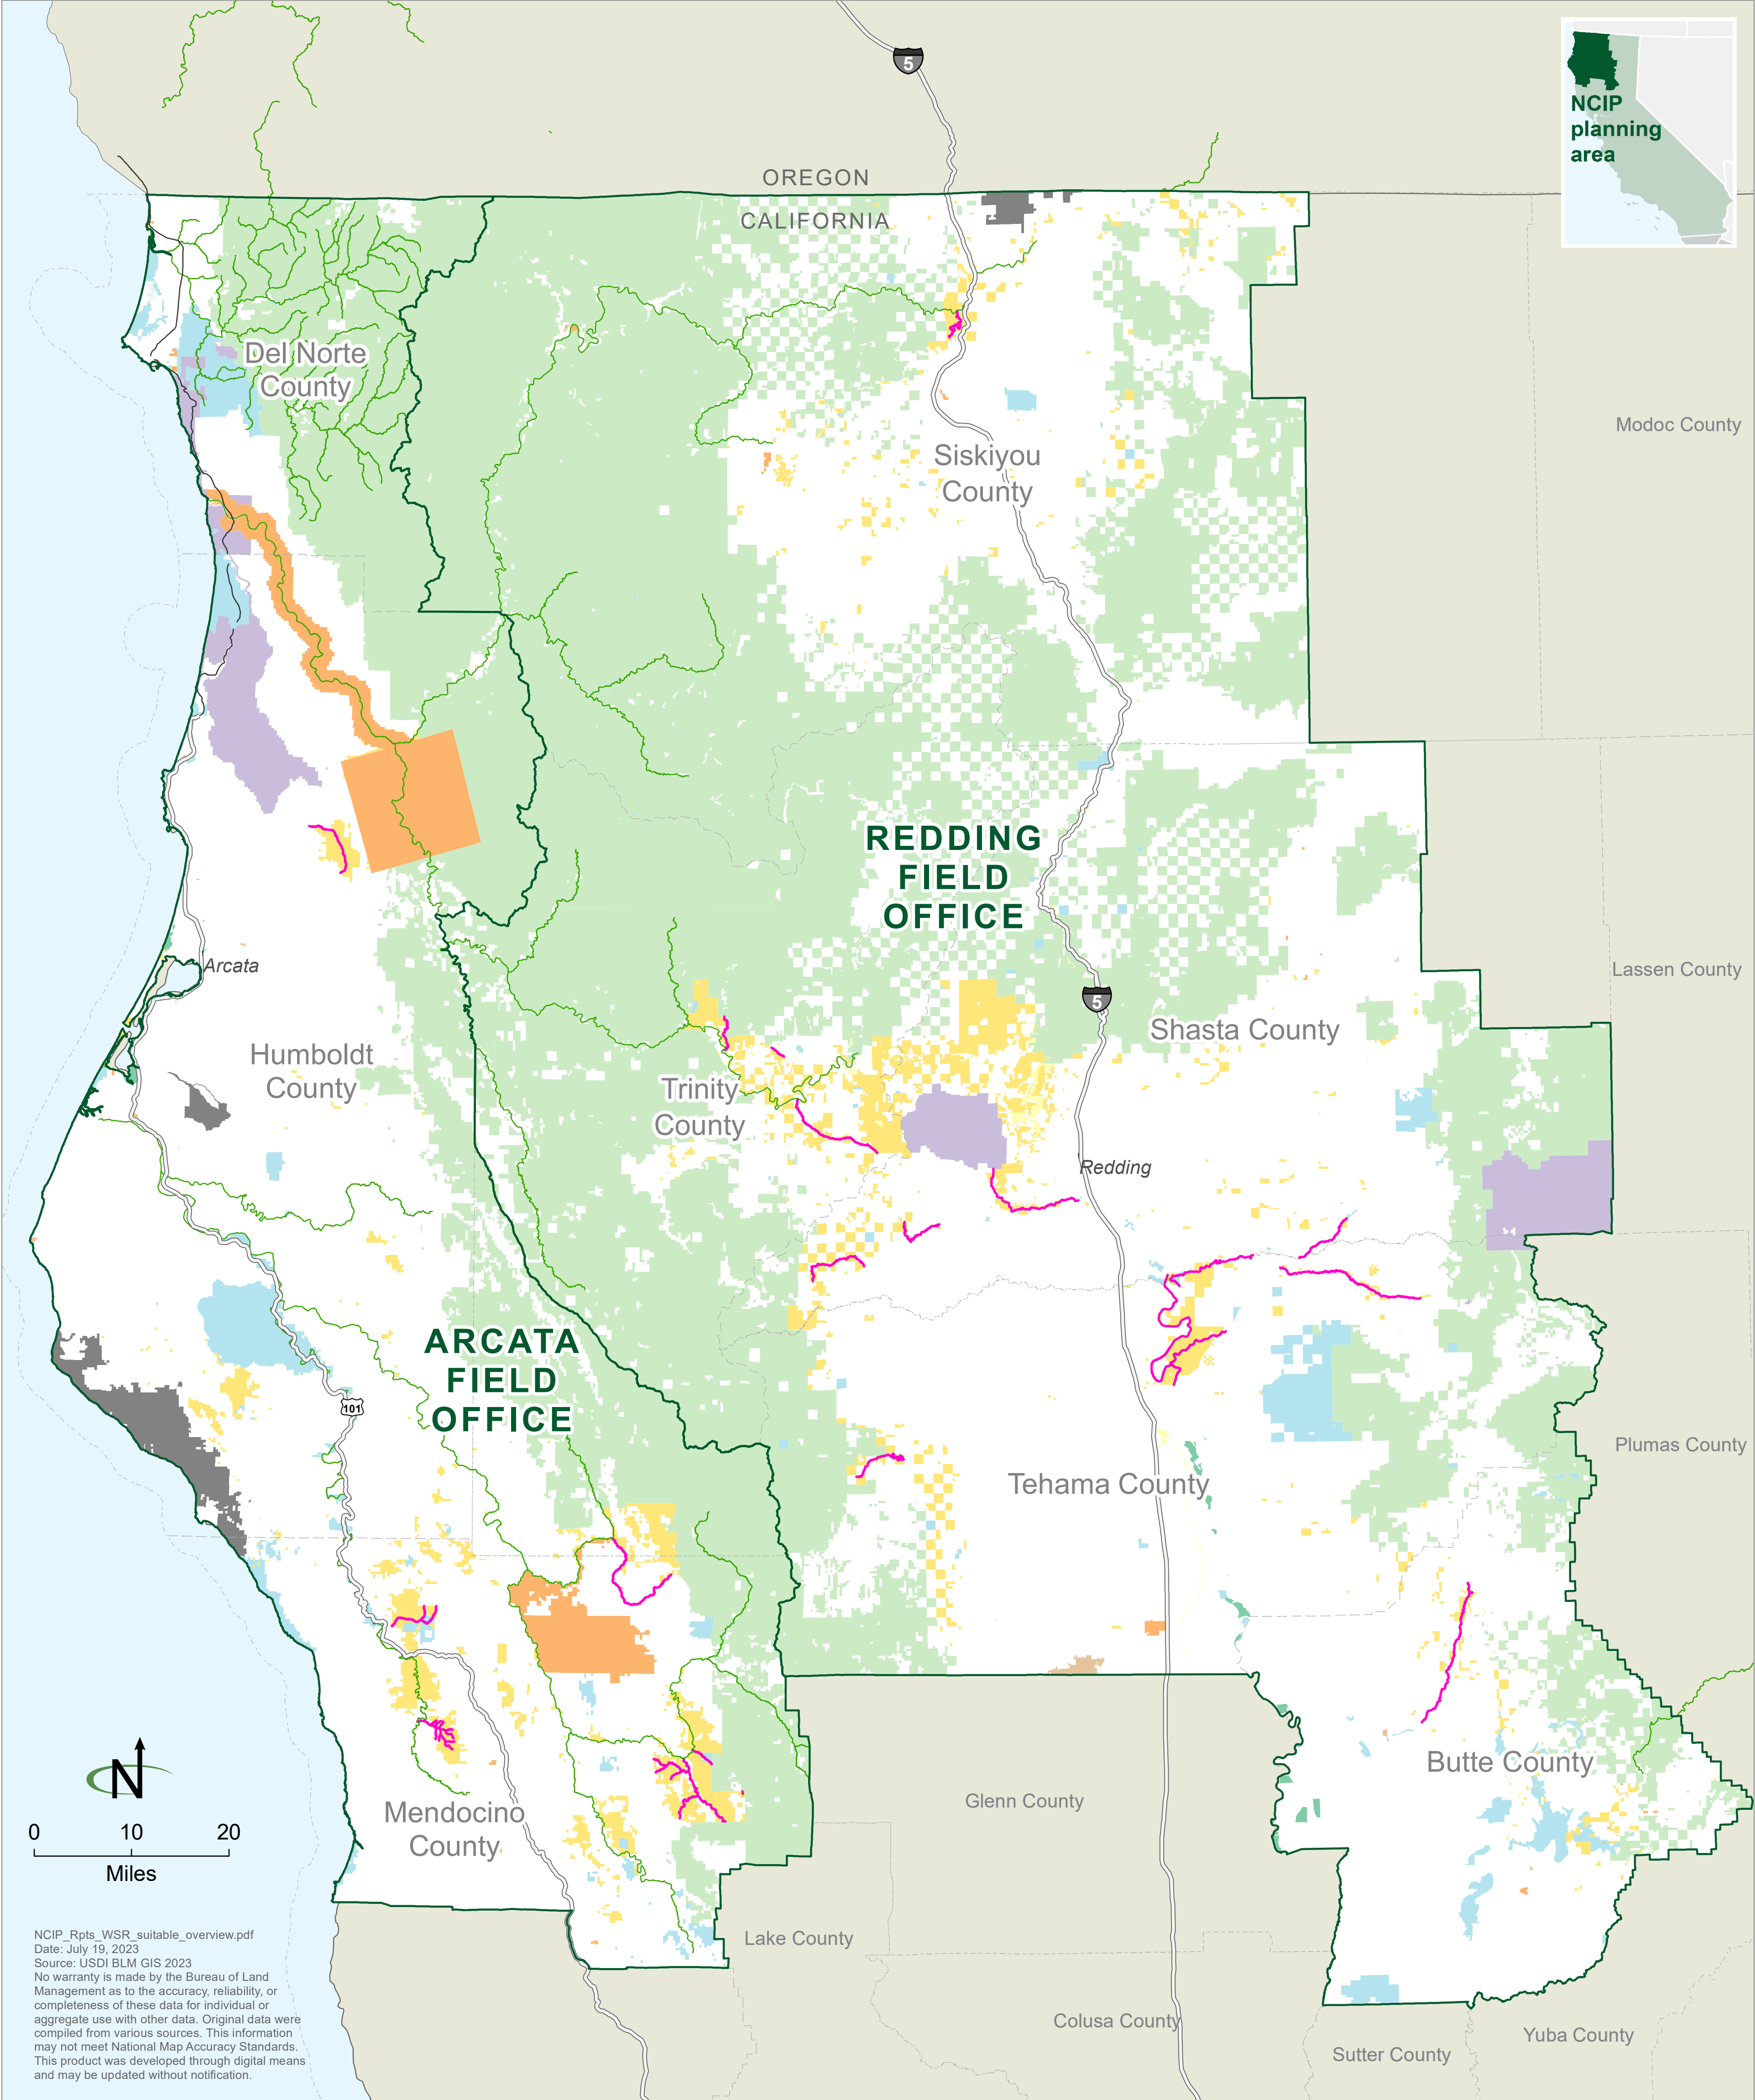 5
NCIP
planning
area
OREGON
CALIFORNIA
Del Norte
County
Modoc County
Siskiyou
County
REDDING
FIELD
OFFICE
Arcata
Lassen County
5
Shasta County
Humboldt
County
Trinity
County
Redding
ARCATA
FIELD
OFFICE
101
Plumas County
Tehama County
N
Butte County
Glenn County
Mendocino
County
0 10 20
Miles
Lake County
NCIP_Rpts_WSR_suitable_overview.pdf
Date: July 19, 2023
Source: USDI BLM GIS 2023
No warranty is made by the Bureau of Land
Management as to the accuracy, reliability, or
completeness of these data for individual or
aggregate use with other data. Original data were
compiled from various sources. This information
may not meet National Map Accuracy Standards.
This product was developed through digital means
and may be updated without notification.
Colusa County
Yuba County
Sutter County